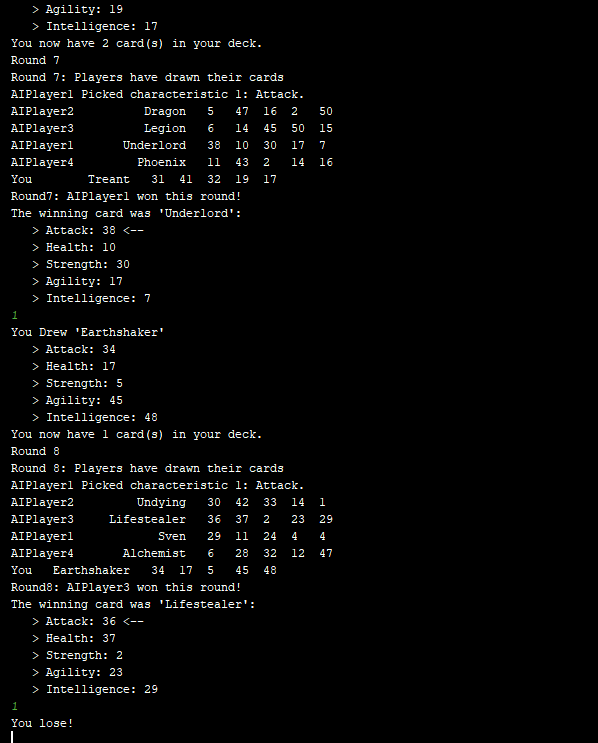 > Agility: 19
> Intelligence: 17
You now have 2 card(s) in your deck.
Round 7
Round 7: Players have drawn their cards
AIPlayer1 Picked characteristic 1: Attack.
AIPlayer2 Dragon 5 47 16 2 50
AIPlayer3 Legion 6 14 45 50 15
AIPlayer1 Underlord 38 10 30 17 7
AIPlayer4 Phoenix 11 43 2 14 16
You Treant 31 41 32 19 17
Round7: AIPlayer1 won this round!
The winning card was 'Underlord':
> Attack: 38 <--
> Health: 10
> Strength: 30
> Agility: 17
> Intelligence: 7
1
You Drew 'Earthshaker'
> Attack: 34
> Health: 17
> Strength: 5
> Agility: 45
> Intelligence: 48
You now have 1 card(s) in your deck.
Round 8
Round 8: Players have drawn their cards
AIPlayer1 Picked characteristic 1: Attack.
AIPlayer2 Undying 30 42 33 14 1
AIPlayer3 Lifestealer 36 37 2 23 29
AIPlayer1 Sven 29 11 24 4 4
AIPlayer4 Alchemist 6 28 32 12 47
You Earthshaker 34 17 5 45 48
Round8: AIPlayer3 won this round!
The winning card was 'Lifestealer':
> Attack: 36 <--
> Health: 37
> Strength: 2
> Agility: 23
> Intelligence: 29
1
You lose!